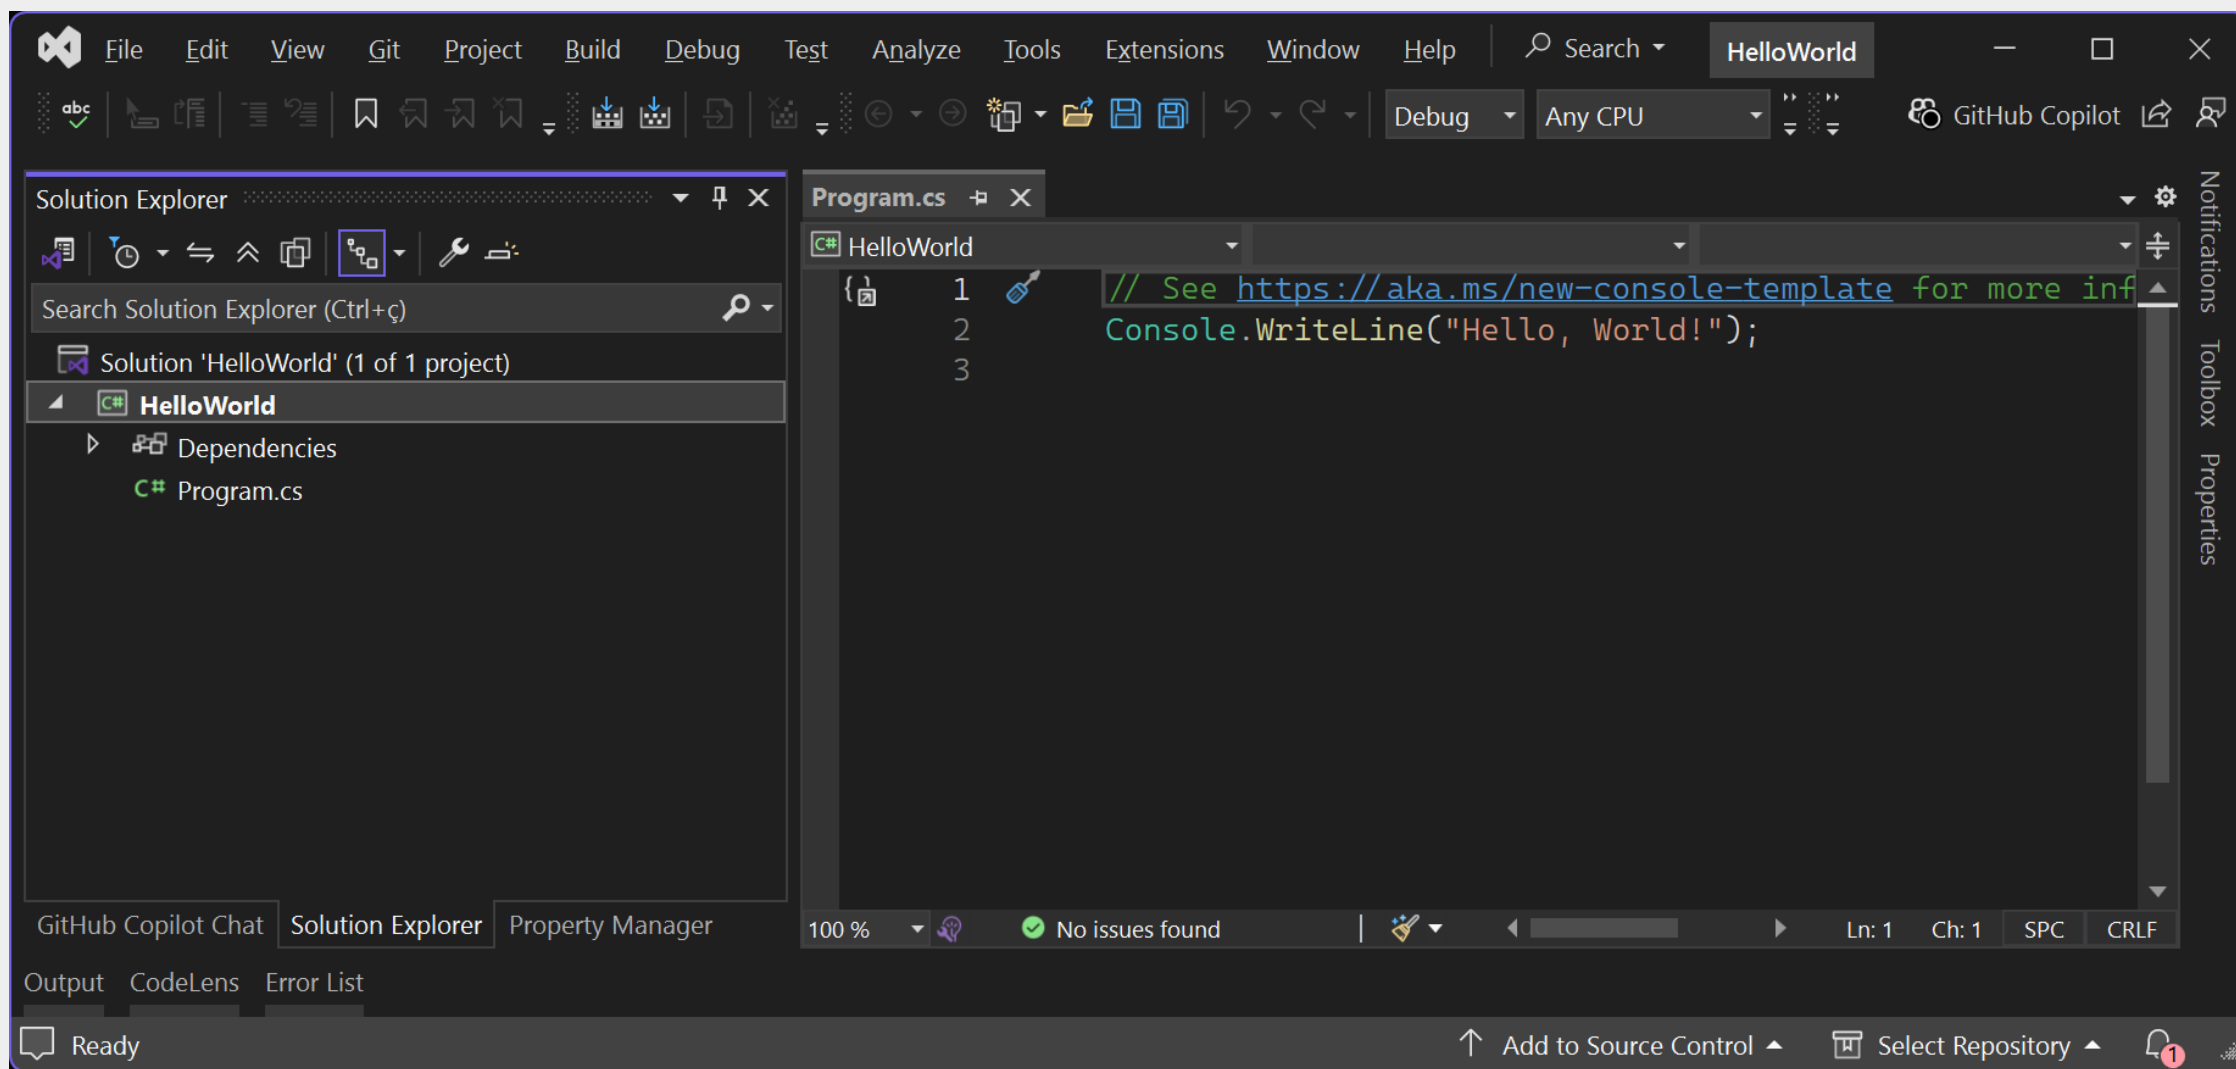 File Edit View Git Project Build Debug Test Analyze Tools Extensions Window Help Search HelloWorld
abc Debug Any CPU GitHub Copilot
Solution Explorer
Search Solution Explorer (Ctrl+ç)
Solution 'HelloWorld' (1 of 1 project)
C# HelloWorld
Dependencies
C# Program.cs
GitHub Copilot Chat Solution Explorer Property Manager
Program.cs
C# HelloWorld
1 // See https://aka.ms/new-console-template for more inf
2 Console.WriteLine("Hello, World!");
3
100 % No issues found Ln: 1 Ch: 1 SPC CRLF
Notifications
Toolbox
Properties
Output CodeLens Error List
Ready Add to Source Control Select Repository 1